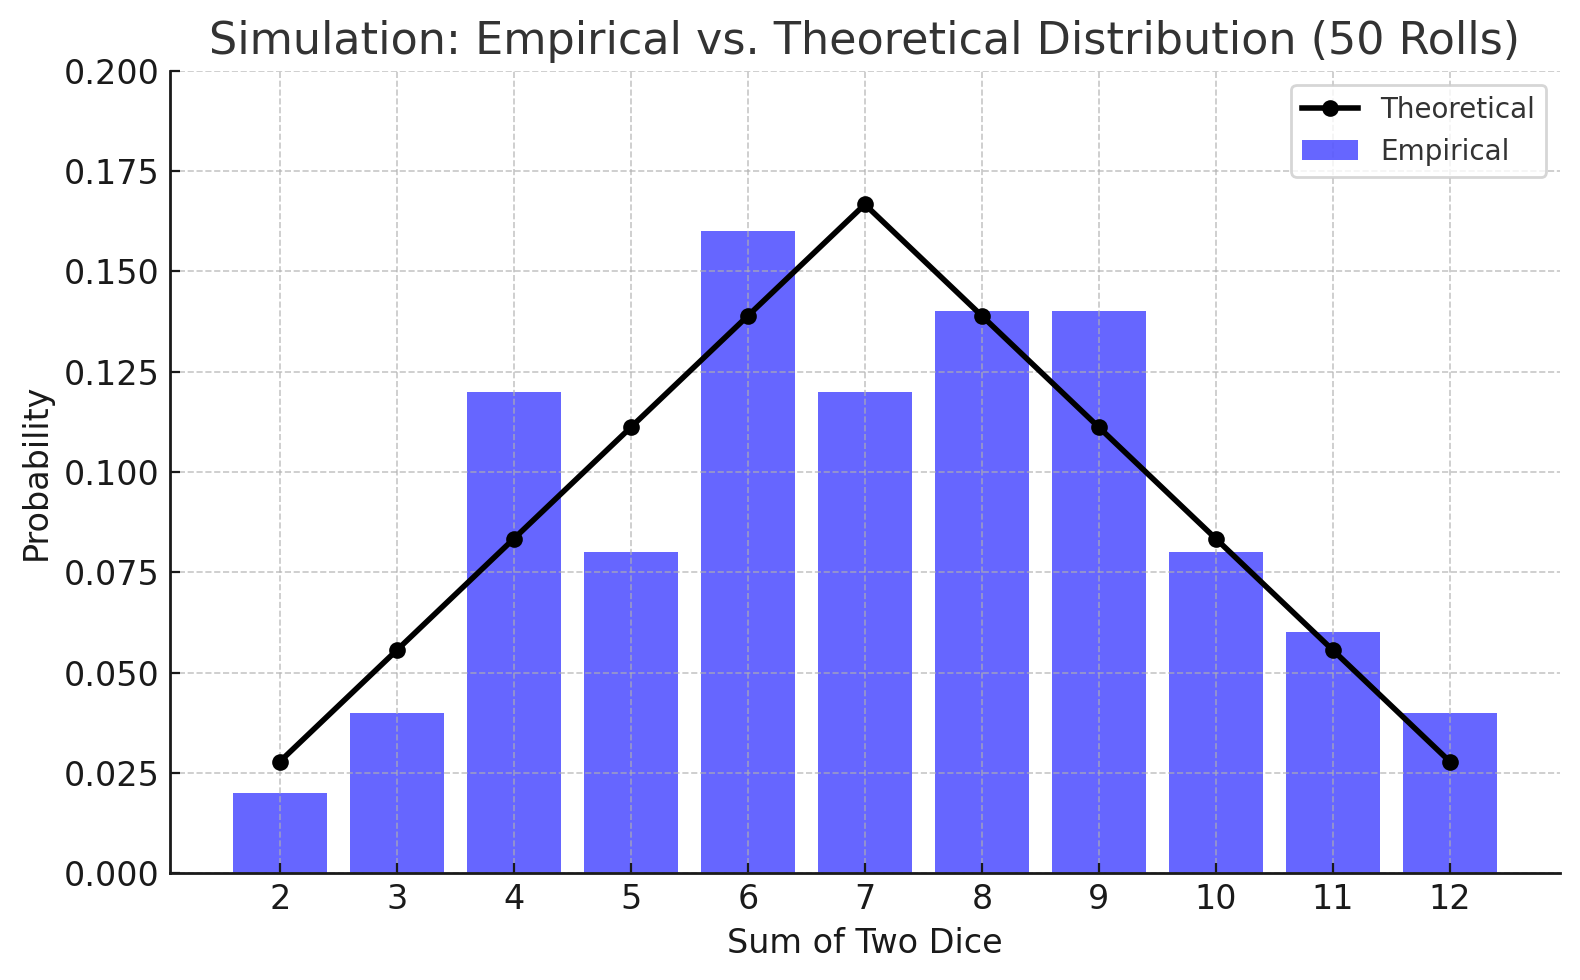 Simulation: Empirical vs. Theoretical Distribution (50 Rolls)
0.200
0.175
0.150
0.125
0.100
0.075
0.050
0.025
0.000
Probability
Theoretical
Empirical
2 3 4 5 6 7 8 9 10 11 12
Sum of Two Dice